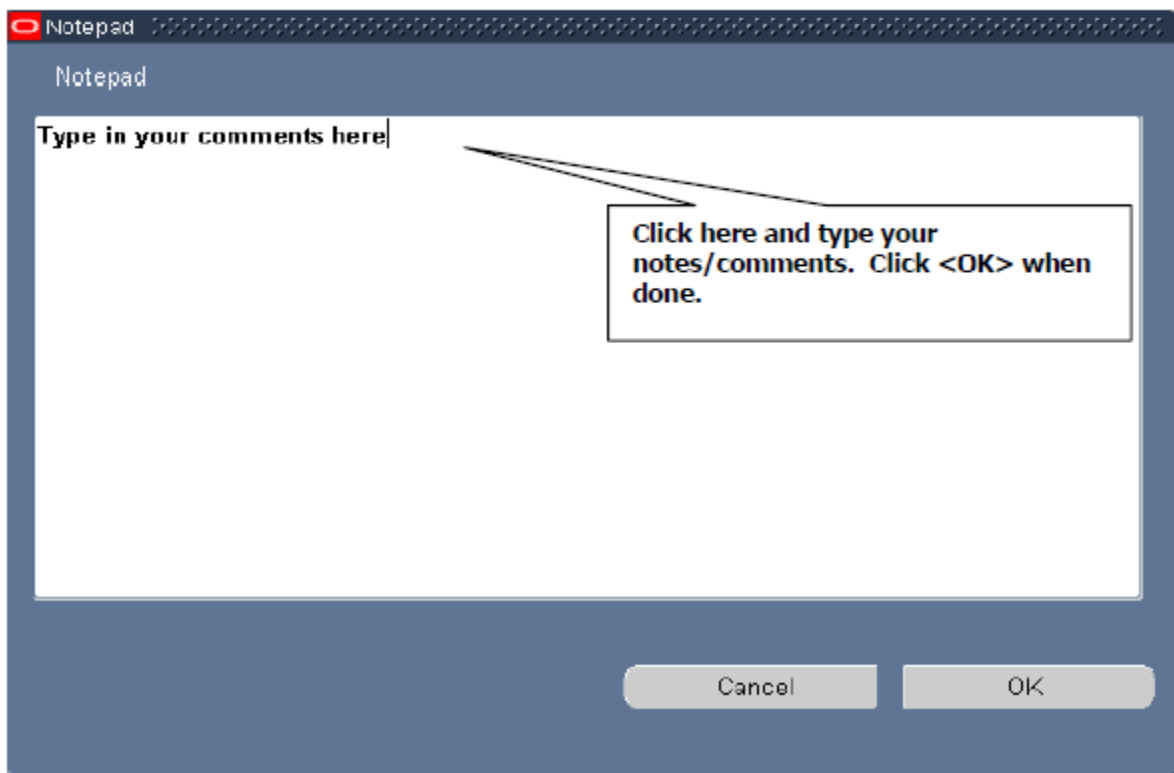 Notepad
Notepad
Type in your comments here
Click here and type your
notes/comments.  Click <OK> when
done.
Cancel
OK